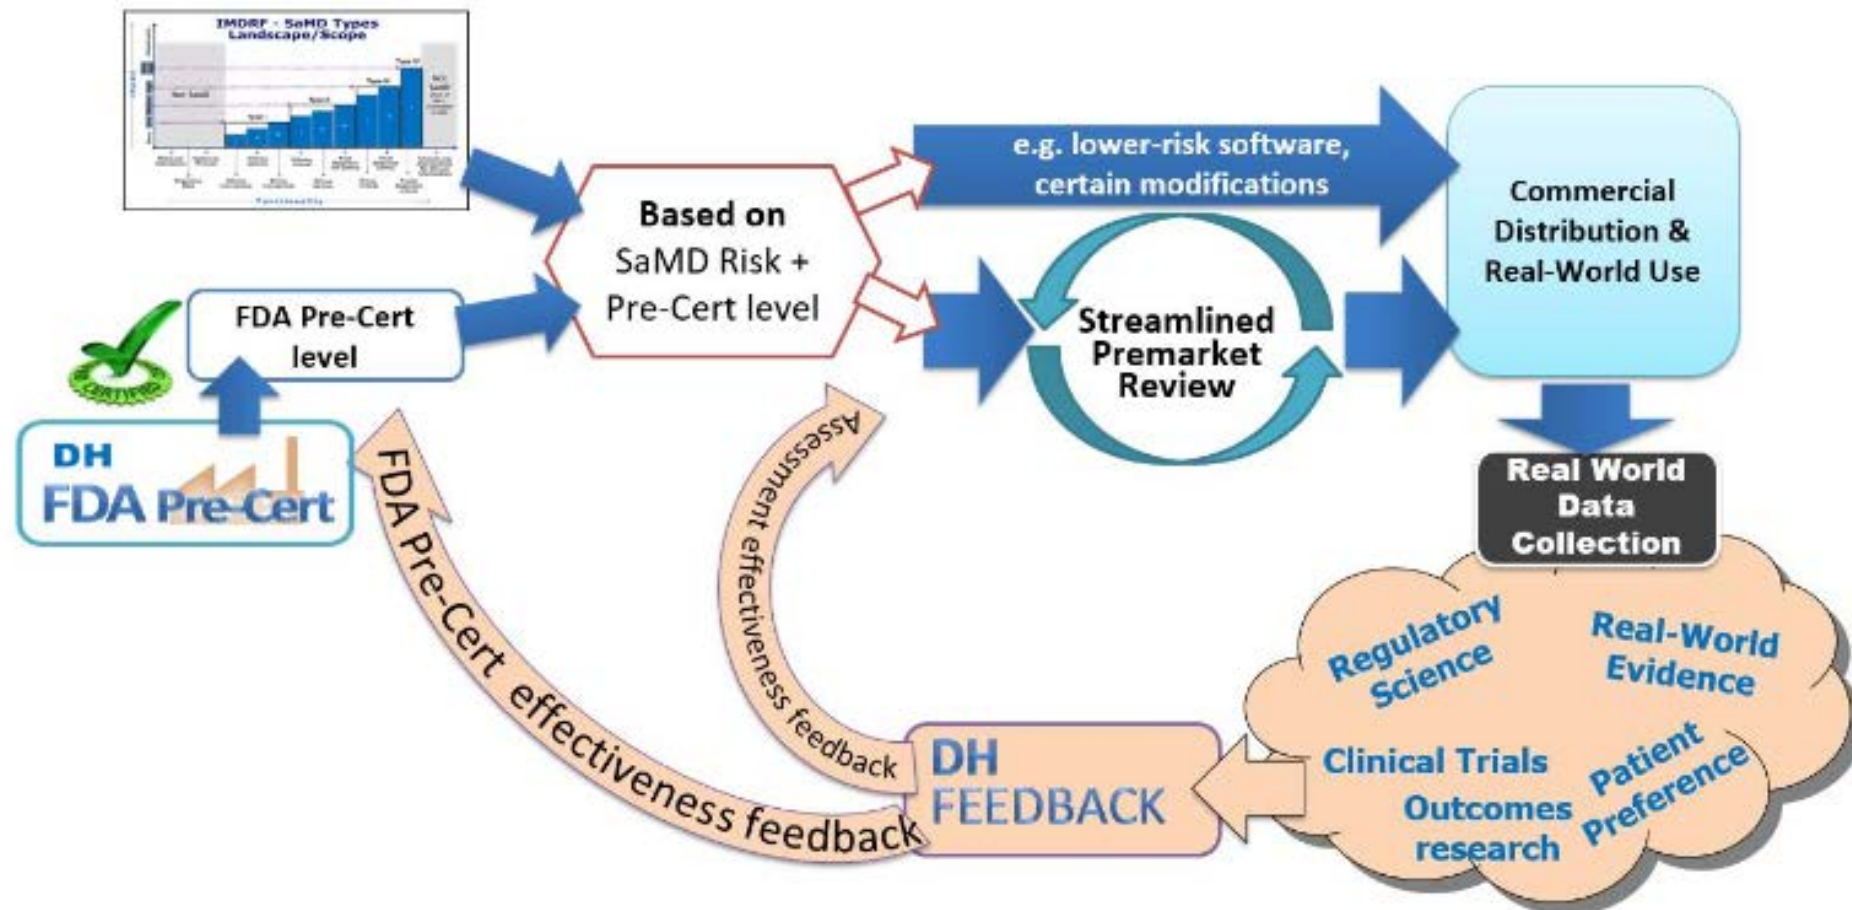 IMDRF - SaMD Types
Landscape/Scope
Functionality
e.g. lower-risk software,
certain modifications
Commercial
Distribution &
Real-World Use
Based on
SaMD Risk +
Pre-Cert level
FDA Pre-Cert
level
Streamlined
Premarket
Review
DH
FDA Pre-Cert
FDA Pre-Cert effectiveness feedback
Assessment effectiveness feedback
Real World
Data
Collection
Regulatory
Science
Real-World
Evidence
Clinical Trials
Patient
Preference
Outcomes
research
DH
FEEDBACK